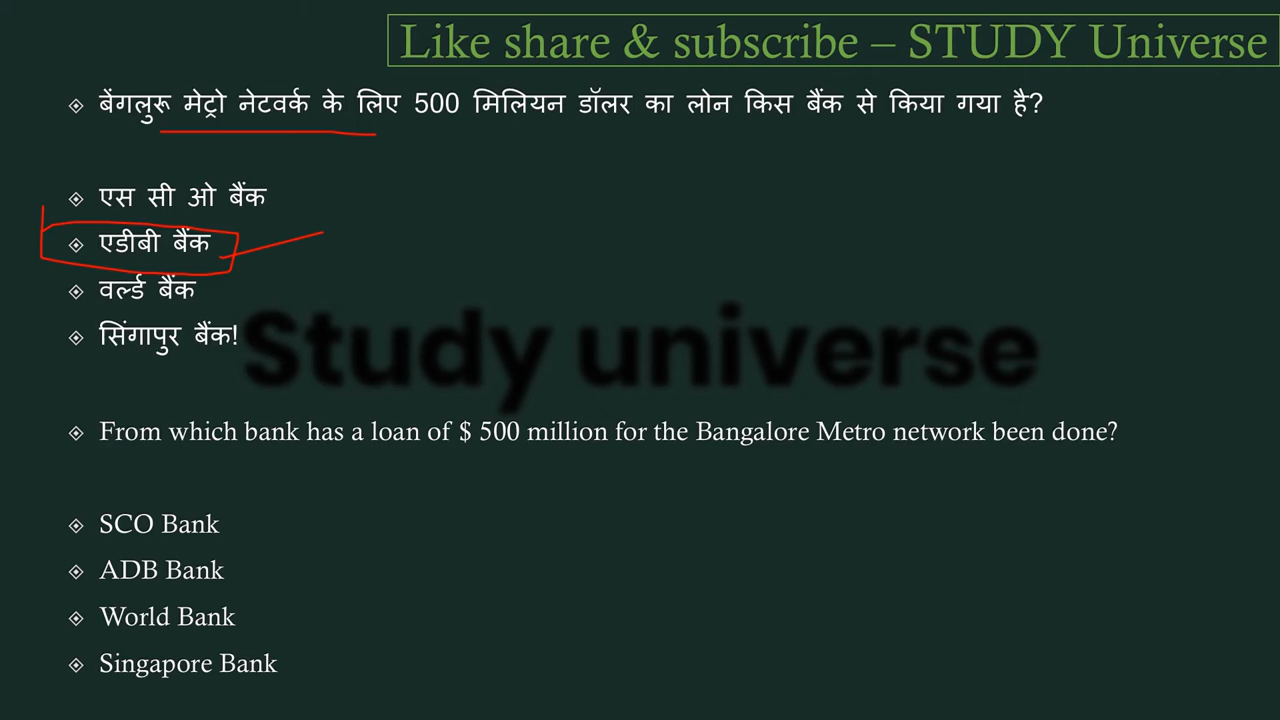 Like share & subscribe – STUDY Universe
बेंगलुरू मेट्रो नेटवर्क के लिए 500 मिलियन डॉलर का लोन किस बैंक से किया गया है?
एस सी ओ बैंक
एडीबी बैंक
वर्ल्ड बैंक
सिंगापुर बैंक!
Study universe
From which bank has a loan of $ 500 million for the Bangalore Metro network been done?
SCO Bank
ADB Bank
World Bank
Singapore Bank